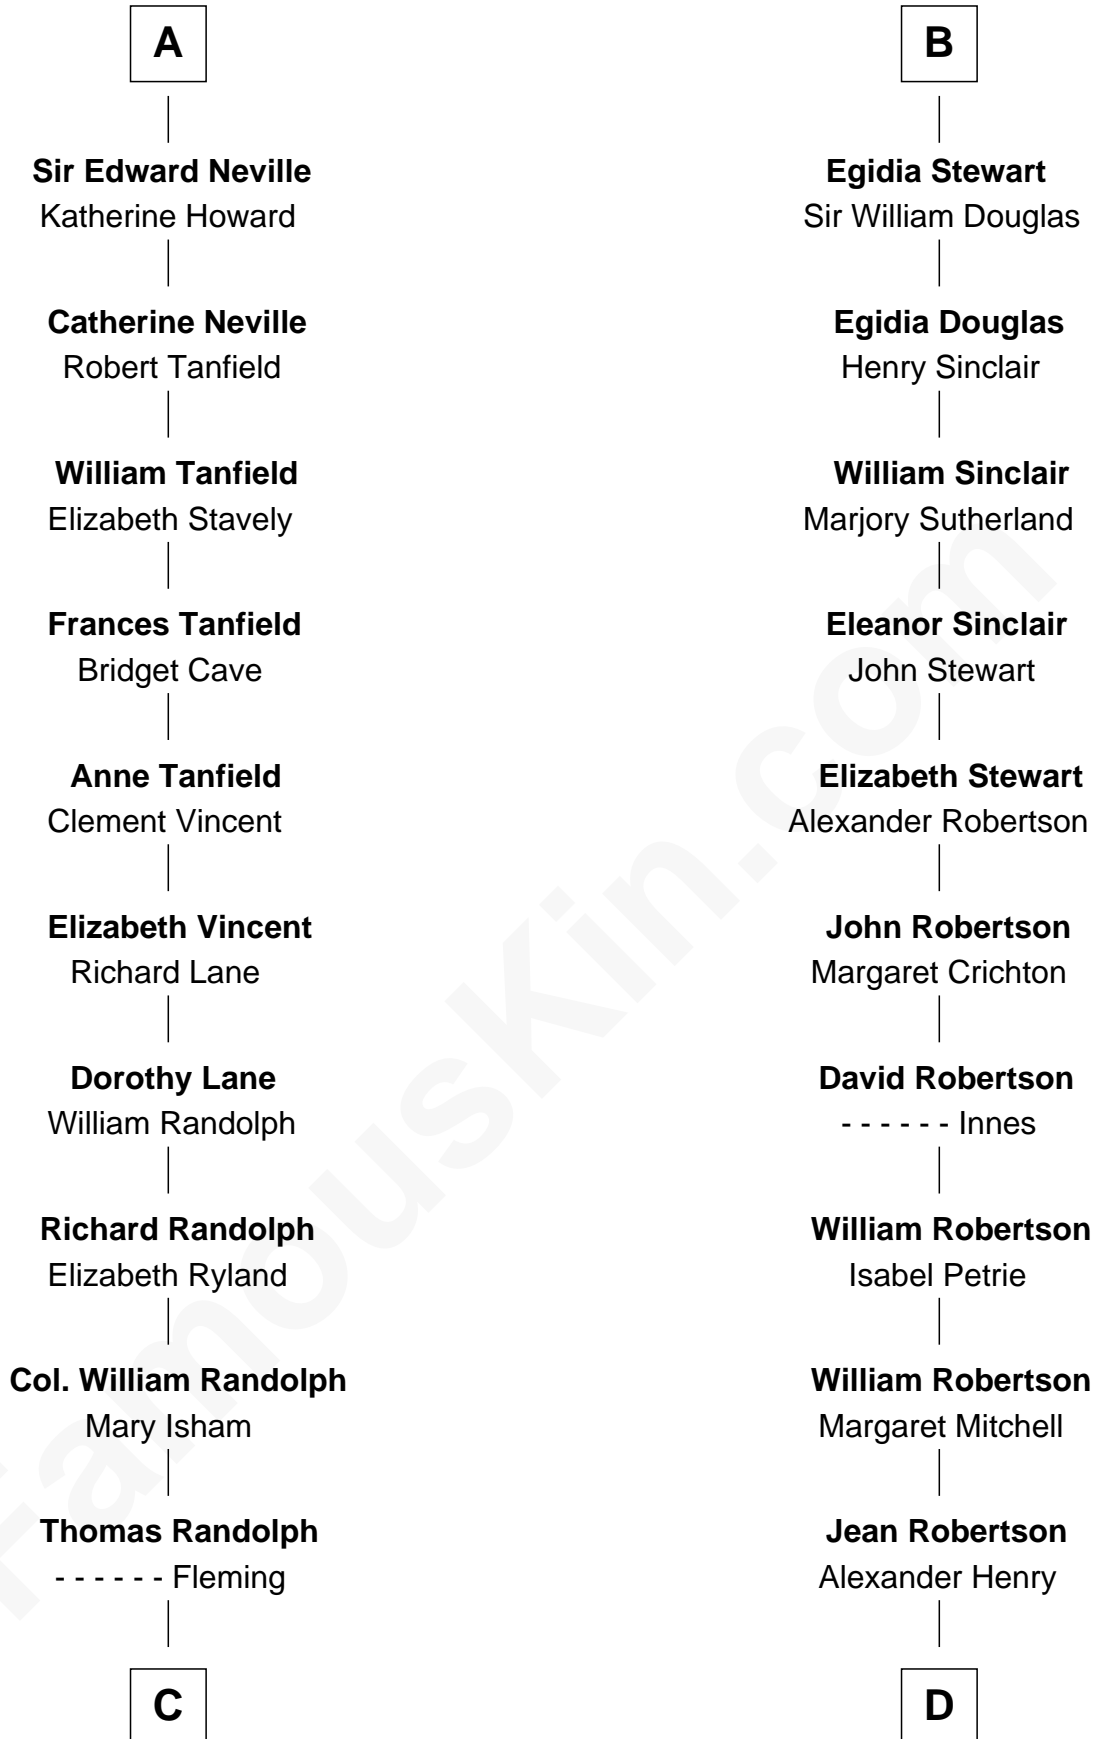 A
Sir Edward Neville
Katherine Howard
Catherine Neville
Robert Tanfield
William Tanfield
Elizabeth Stavely
Frances Tanfield
Bridget Cave
Anne Tanfield
Clement Vincent
Elizabeth Vincent
Richard Lane
Dorothy Lane
William Randolph
Richard Randolph
Elizabeth Ryland
Col. William Randolph
Mary Isham
Thomas Randolph
- - - - - - Fleming
C
B
Egidia Stewart
Sir William Douglas
Egidia Douglas
Henry Sinclair
William Sinclair
Marjory Sutherland
Eleanor Sinclair
John Stewart
Elizabeth Stewart
Alexander Robertson
John Robertson
Margaret Crichton
David Robertson
- - - - - - Innes
William Robertson
Isabel Petrie
William Robertson
Margaret Mitchell
Jean Robertson
Alexander Henry
D
FamousKin.com